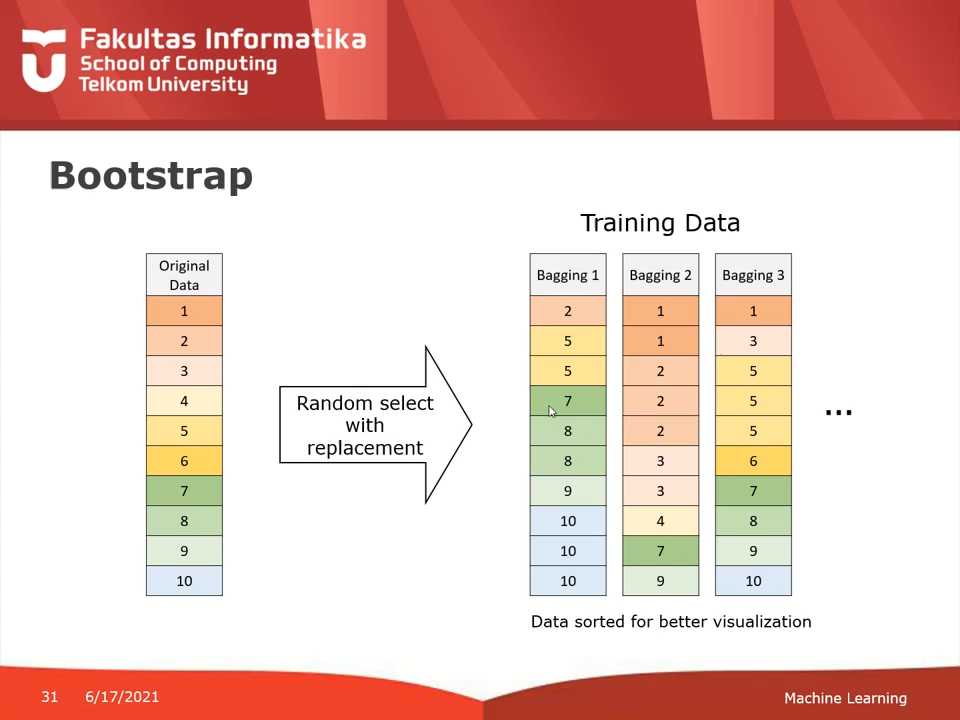 Fakultas Informatika
School of Computing
Telkom University
Bootstrap
Training Data
Original
Data
1
2
3
4
5
6
7
8
9
10
Random select
with
replacement
Bagging 1
2
5
5
7
8
8
9
10
10
10
Bagging 2
1
1
2
2
2
3
3
4
7
9
Bagging 3
1
3
5
5
5
6
7
8
9
10
...
Data sorted for better visualization
31 6/17/2021
Machine Learning